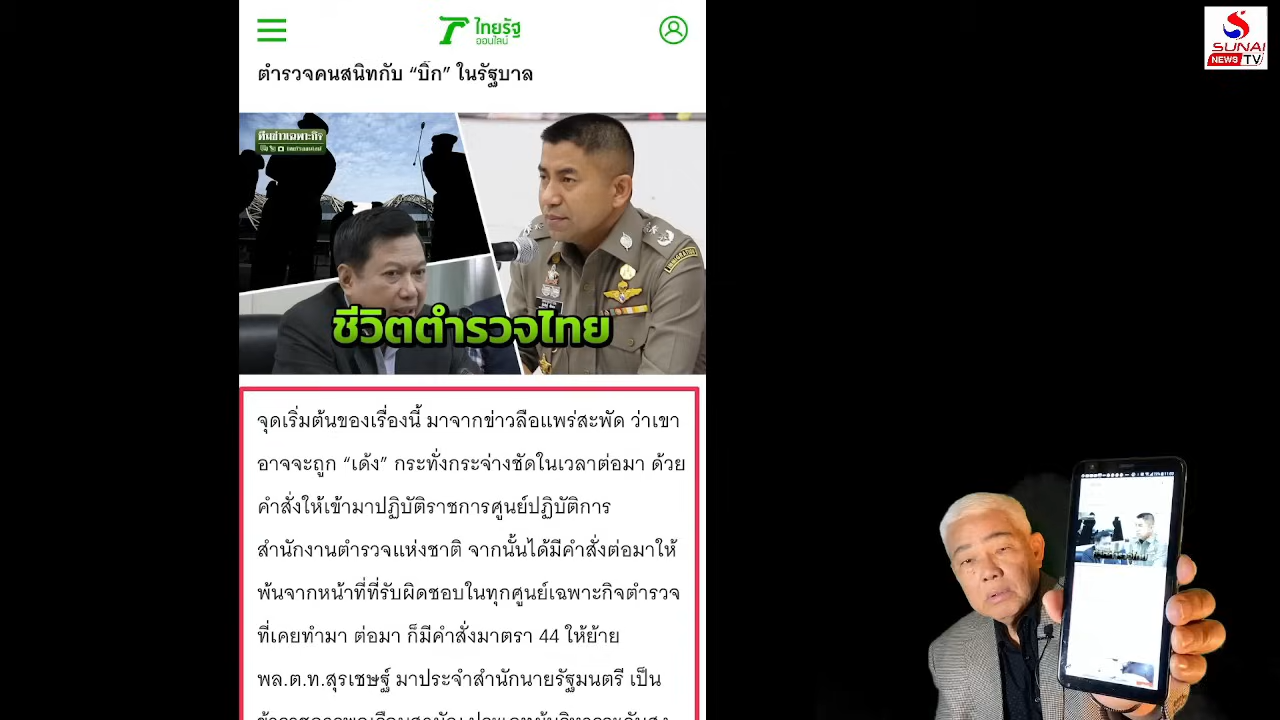 ไทยรัฐ
ออนไลน์
SUNAI
NEWS TV
ตำรวจคนสนิทกับ “บิ๊ก” ในรัฐบาล
ทีมข่าวเฉพาะกิจ
IMMIGRATION
ชีวิตตำรวจไทย
จุดเริ่มต้นของเรื่องนี้ มาจากข่าวลือแพร่สะพัด ว่าเขา
อาจจะถูก “เด้ง” กระทั่งกระจ่างชัดในเวลาต่อมา ด้วย
คำสั่งให้เข้ามาปฏิบัติราชการศูนย์ปฏิบัติการ
สำนักงานตำรวจแห่งชาติ จากนั้นได้มีคำสั่งต่อมาให้
พ้นจากหน้าที่ที่รับผิดชอบในทุกศูนย์เฉพาะกิจตำรวจ
ที่เคยทำมา ต่อมา ก็มีคำสั่งมาตรา 44 ให้ย้าย
พล.ต.ท.สุรเชษฐ์ มาประจำสำนักนายรัฐมนตรี เป็น